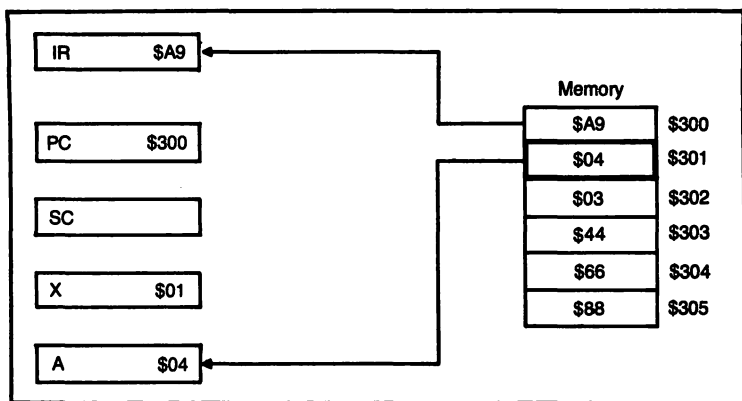 IR $A9
PC $300
SC
X $01
A $04
Memory
$A9 $300
$04 $301
$03 $302
$44 $303
$66 $304
$88 $305